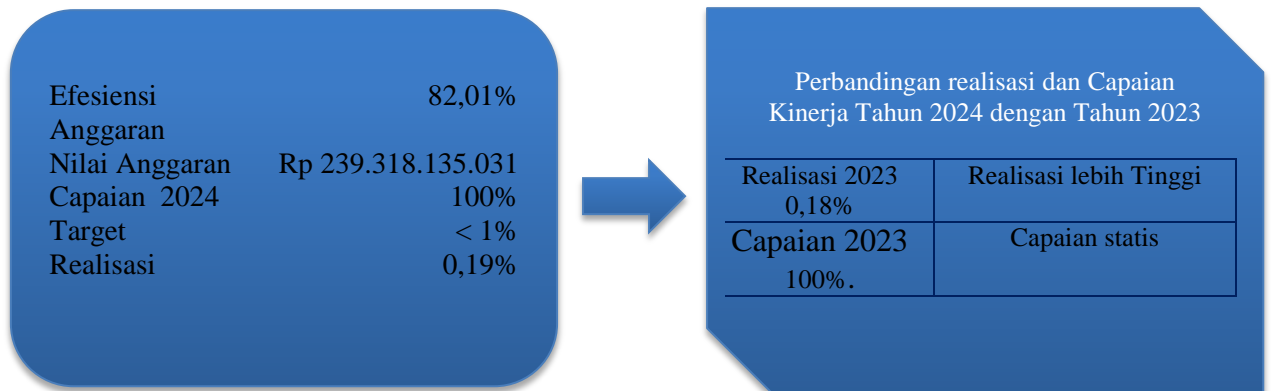 Efesiensi 82,01%
Anggaran
Nilai Anggaran Rp 239.318.135.031
Capaian 2024 100%
Target < 1%
Realisasi 0,19%
Perbandingan realisasi dan Capaian
Kinerja Tahun 2024 dengan Tahun 2023
Realisasi 2023 Realisasi lebih Tinggi
0,18%
Capaian 2023 Capaian statis
100%.